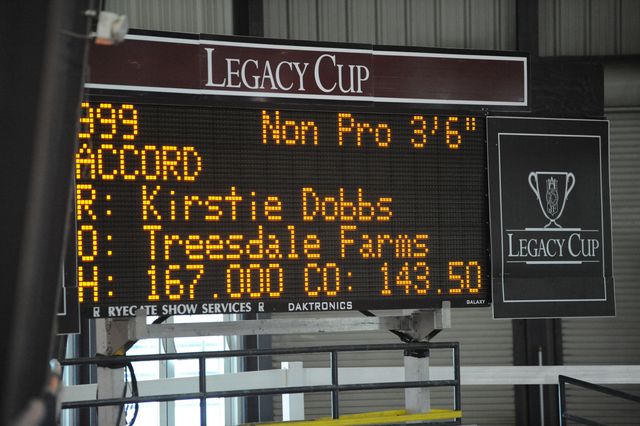 LEGACY CUP
999 Non Pro 3'6"
ACCORD
R: Kirstie Dobbs
O: Treesdale Farms
H: 167.000 CO: 143.50
R RYEGATE SHOW SERVICES R DAKTRONICS GALAXY
LEGACY CUP